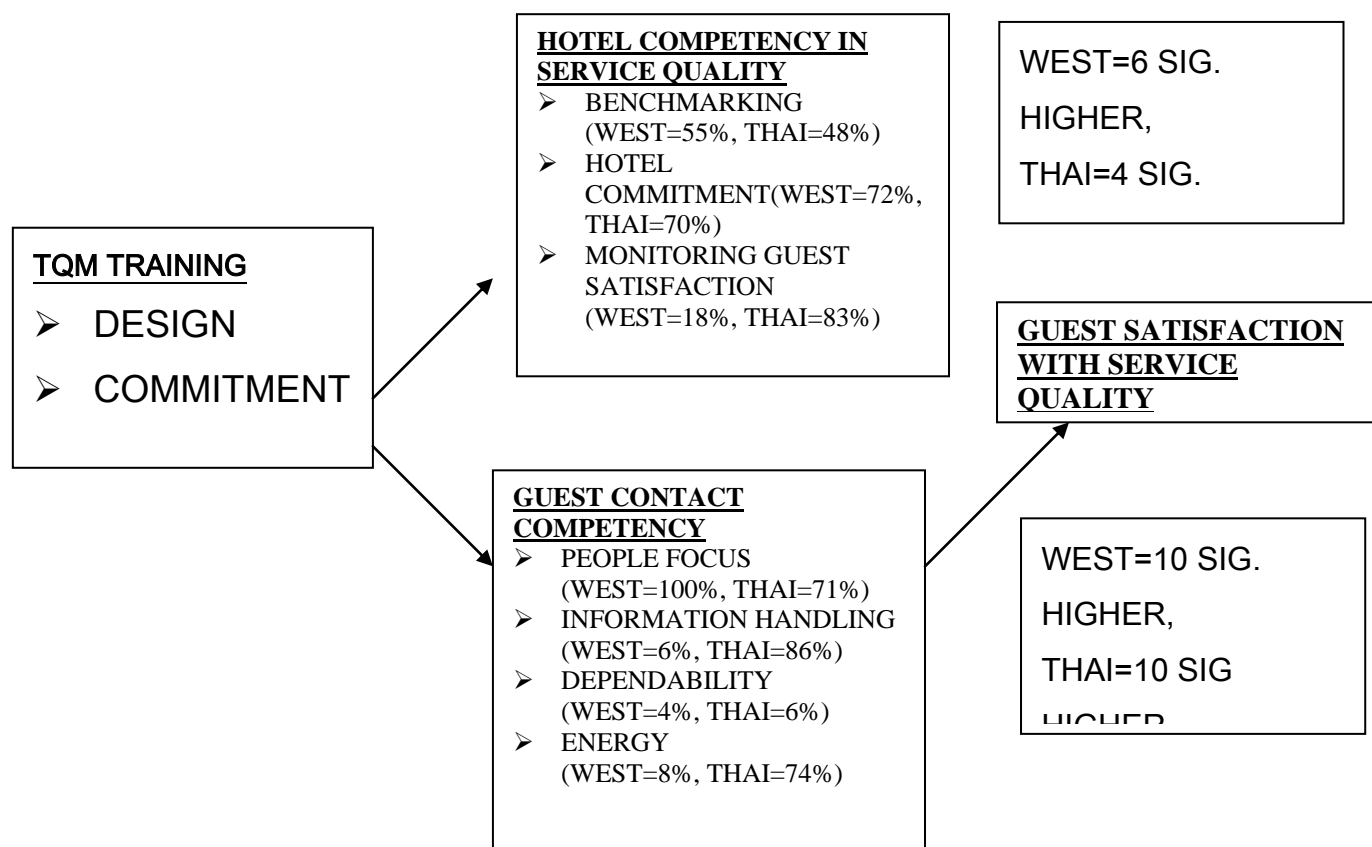 TQM TRAINING
➢ DESIGN
➢ COMMITMENT
HOTEL COMPETENCY IN
SERVICE QUALITY
➢ BENCHMARKING
(WEST=55%, THAI=48%)
➢ HOTEL
COMMITMENT(WEST=72%,
THAI=70%)
➢ MONITORING GUEST
SATISFACTION
(WEST=18%, THAI=83%)
WEST=6 SIG.
HIGHER,
THAI=4 SIG.
GUEST SATISFACTION
WITH SERVICE
QUALITY
GUEST CONTACT
COMPETENCY
➢ PEOPLE FOCUS
(WEST=100%, THAI=71%)
➢ INFORMATION HANDLING
(WEST=6%, THAI=86%)
➢ DEPENDABILITY
(WEST=4%, THAI=6%)
➢ ENERGY
(WEST=8%, THAI=74%)
WEST=10 SIG.
HIGHER,
THAI=10 SIG
HIGHER